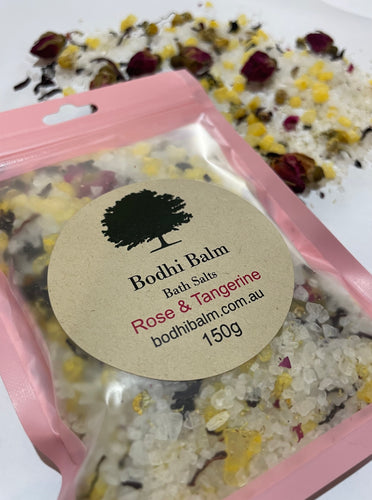 Bodhi Balm
Bath Salts
Rose & Tangerine
bodhibalm.com.au
150g